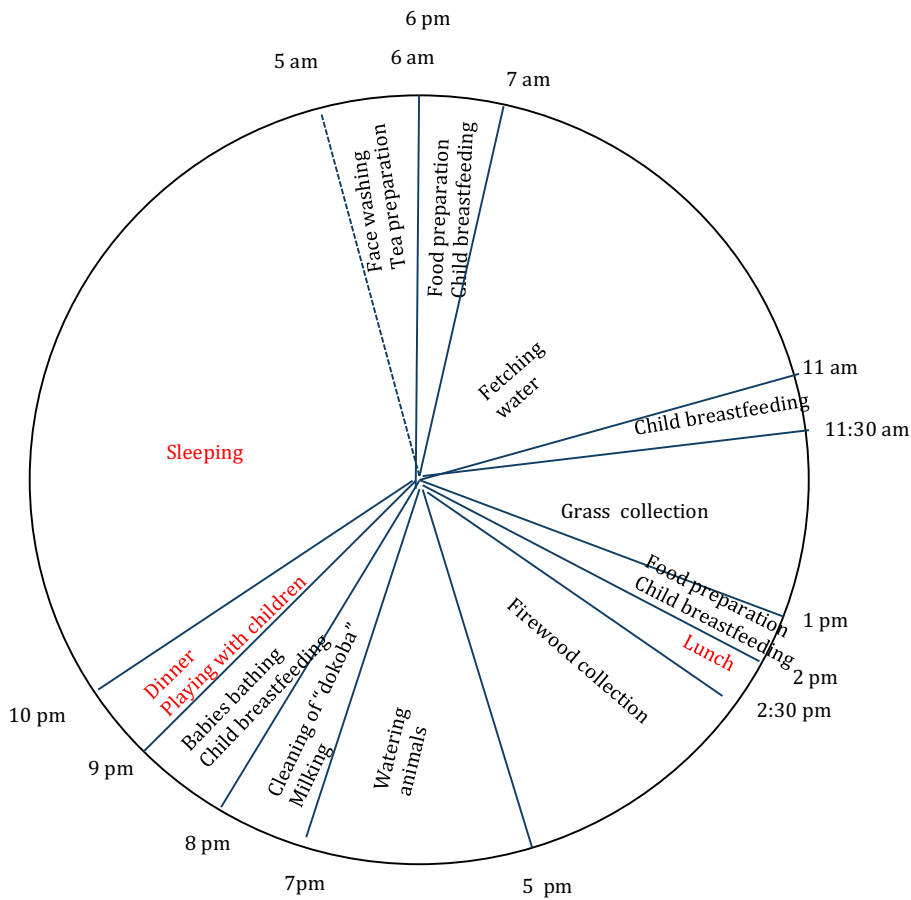 6 pm
6 am
5 am
7 am
Face washing
Tea preparation
Food preparation
Child breastfeeding
Fetching
water
11 am
Child breastfeeding
11:30 am
Grass collection
Food preparation
Child breastfeeding
1 pm
Lunch
2 pm
2:30 pm
Firewood collection
5 pm
Watering
animals
7pm
Cleaning of “dokoba”
Milking
8 pm
Babies bathing
Child breastfeeding
9 pm
Dinner
Playing with children
10 pm
Sleeping